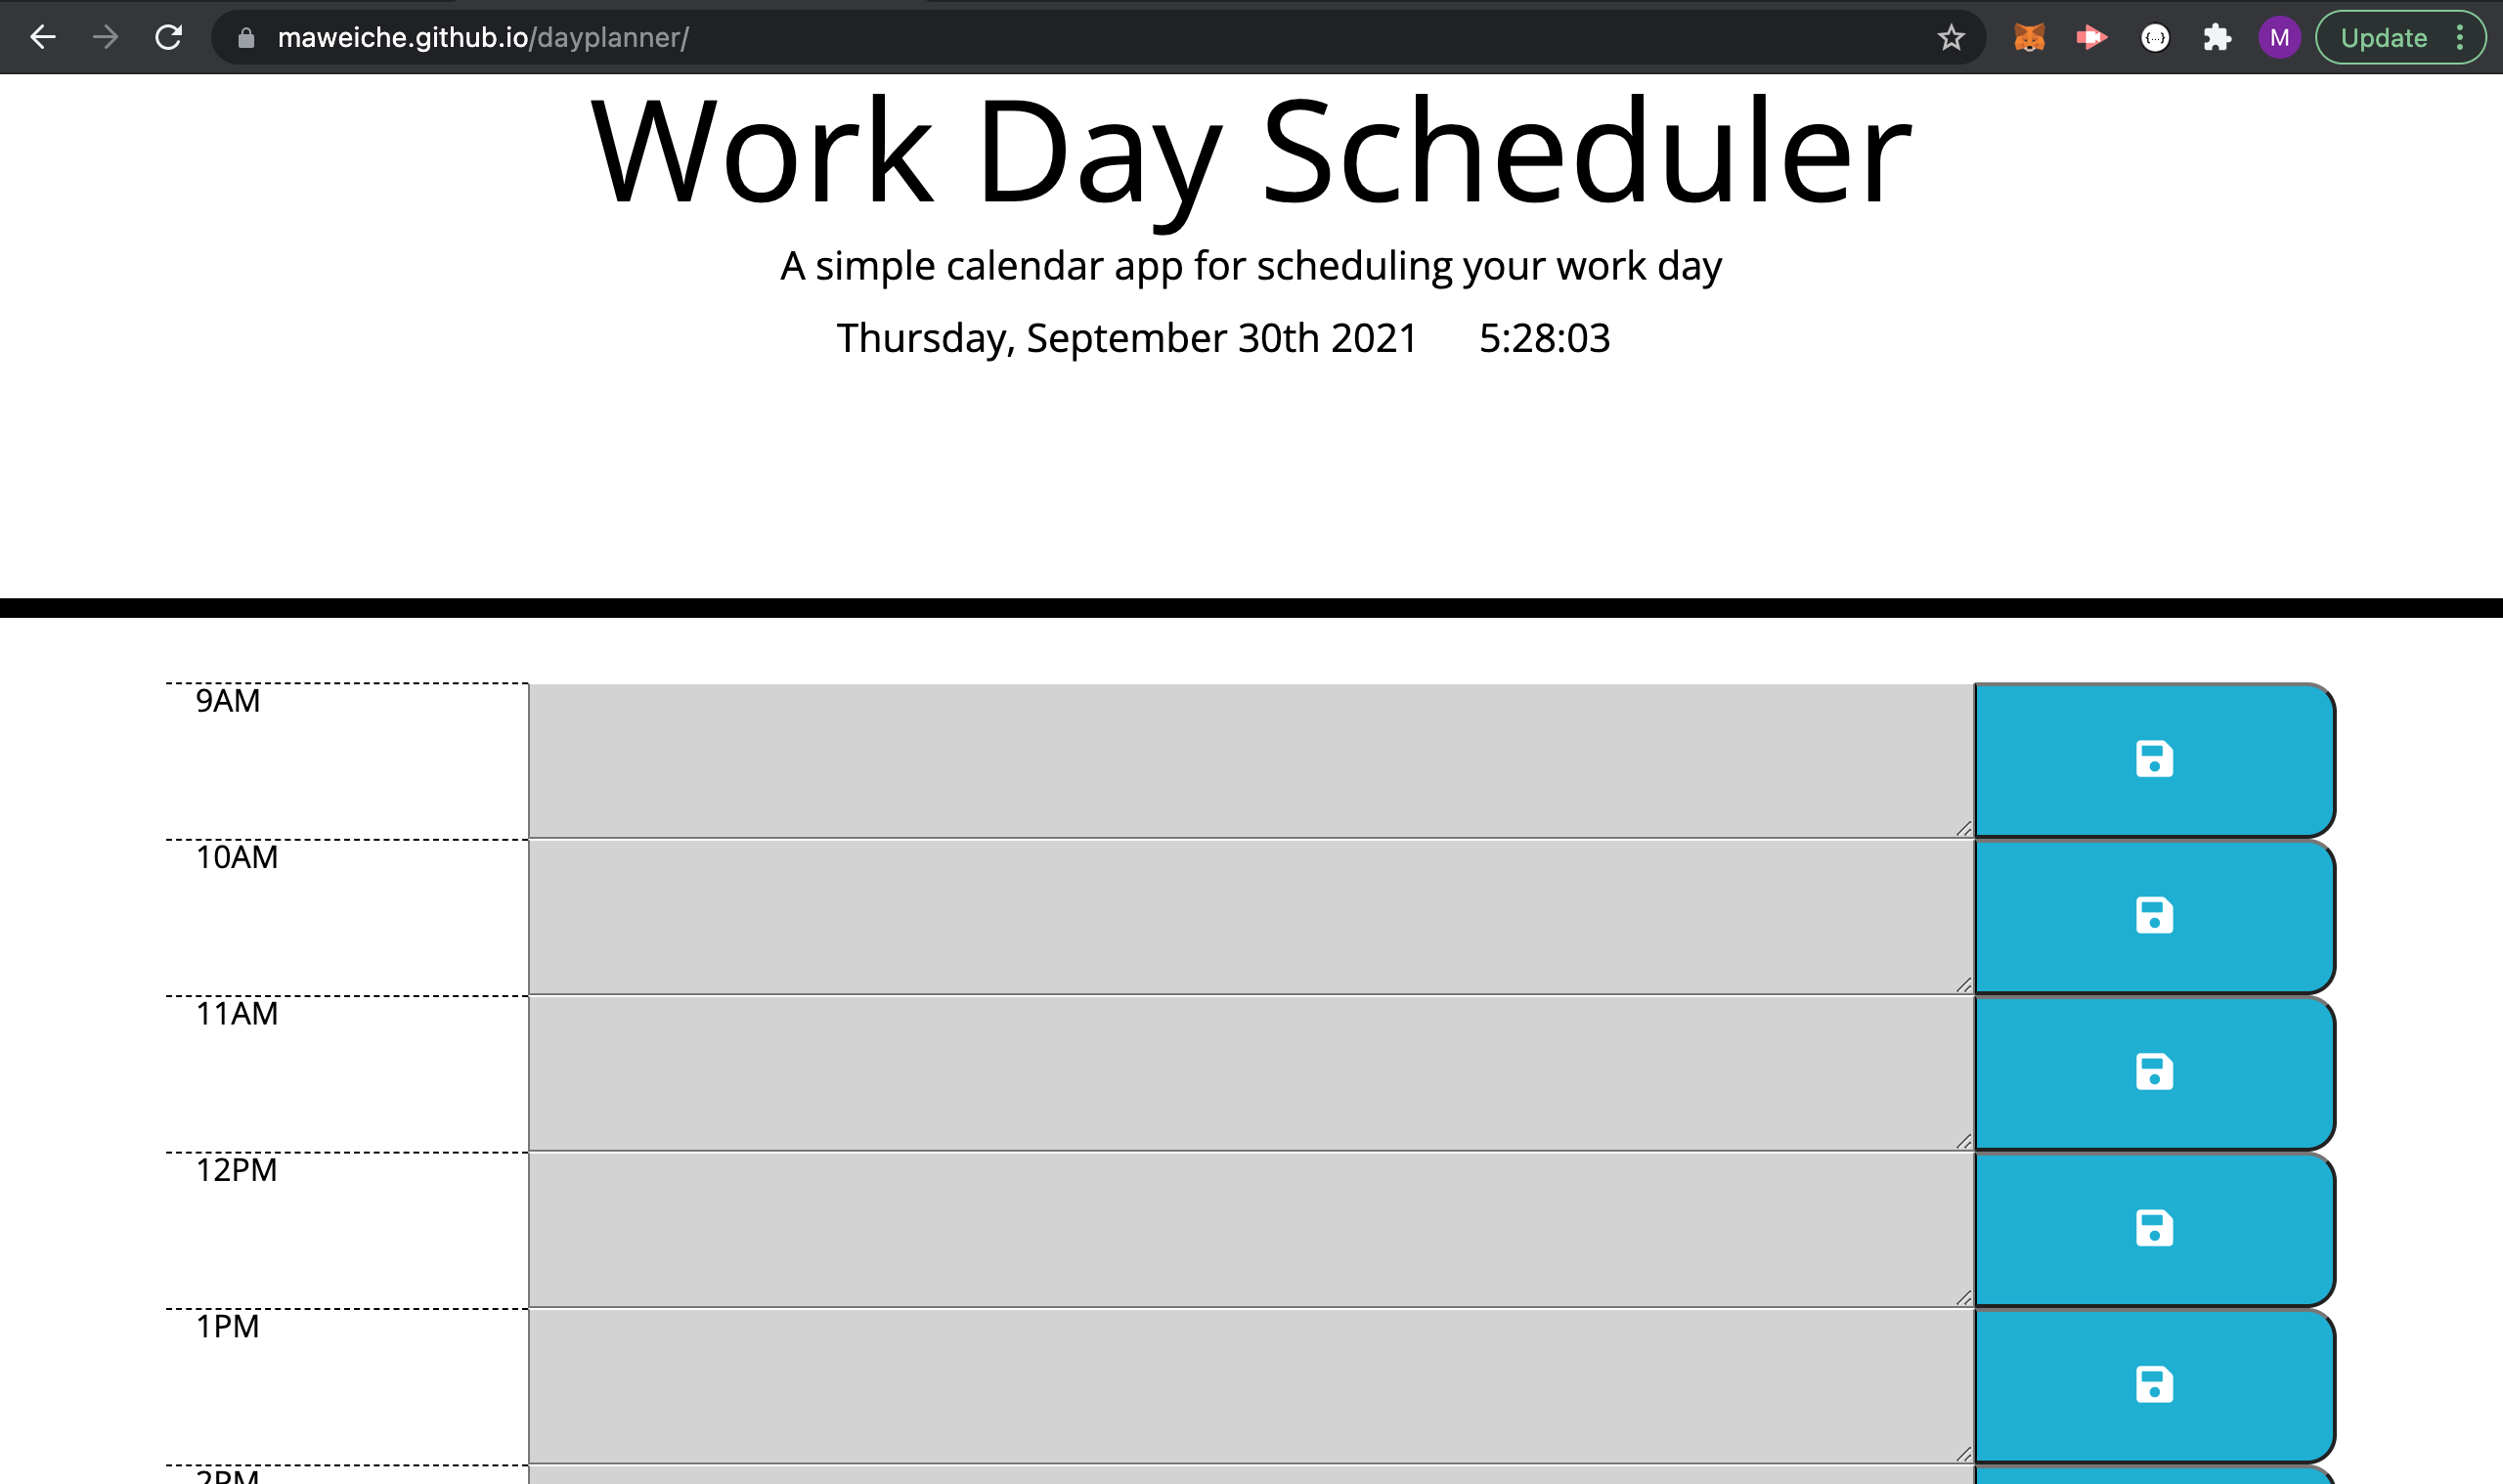 maweiche.github.io/dayplanner/
M
Update
Work Day Scheduler
A simple calendar app for scheduling your work day
Thursday, September 30th 2021 5:28:03
9AM
10AM
11AM
12PM
1PM
2PM